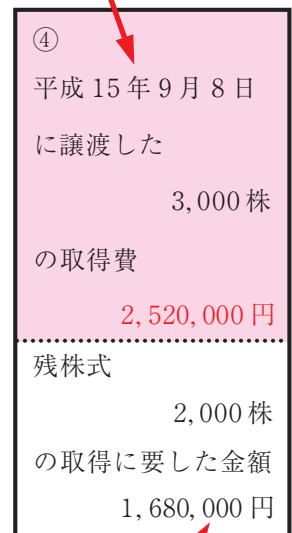 ④
平成15年9月8日
に譲渡した
3,000株
の取得費
2,520,000円
残株式
2,000株
の取得に要した金額
1,680,000円